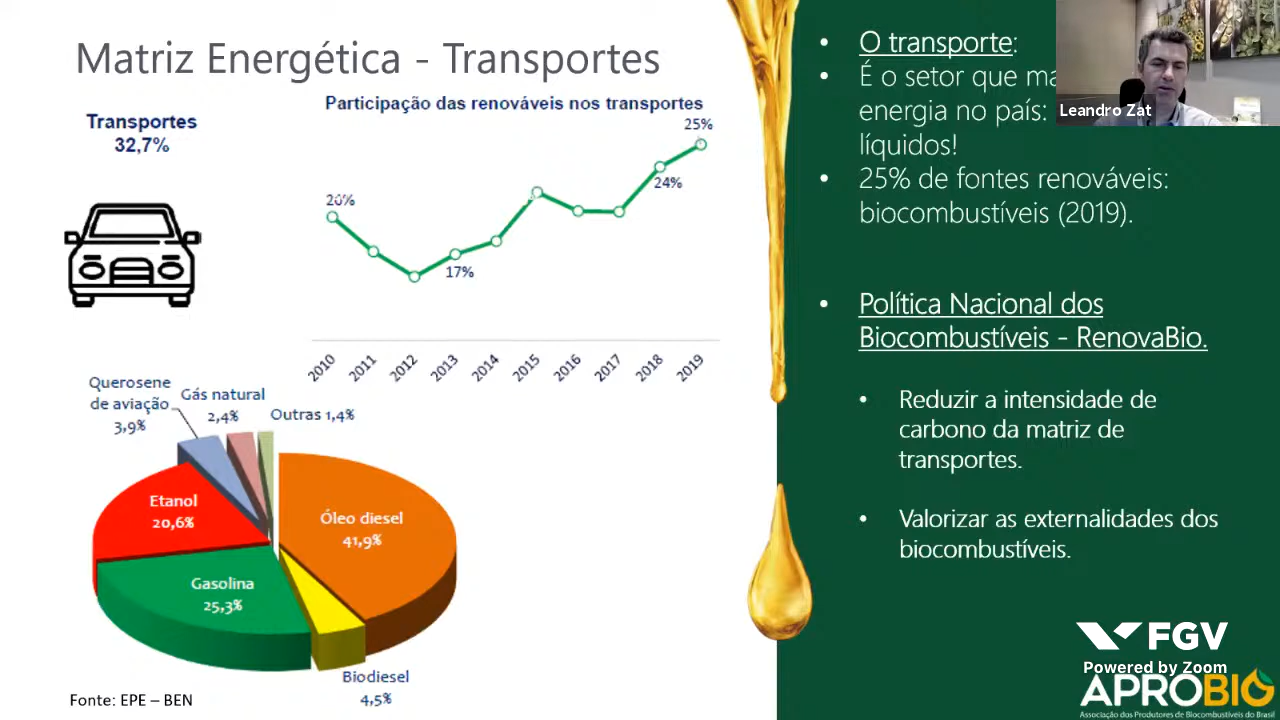 Matriz Energética - Transportes
Transportes
32,7%
Participação das renováveis nos transportes
20%
17%
24%
25%
2010
2011
2012
2013
2014
2015
2016
2017
2018
2019
Querosene
de aviação
3,9%
Gás natural
2,4%
Outras 1,4%
Etanol
20,6%
Óleo diesel
41,9%
Gasolina
25,3%
Biodiesel
4,5%
Fonte: EPE – BEN
• O transporte:
• É o setor que
energia no país:
líquidos!
• 25% de fontes renováveis:
biocombustíveis (2019).
• Política Nacional dos
Biocombustíveis - RenovaBio.
• Reduzir a intensidade de
carbono da matriz de
transportes.
• Valorizar as externalidades dos
biocombustíveis.
Leandro Zat
FGV
Powered by Zoom
APROBIO
Associação dos Produtores de Biocombustíveis do Brasil